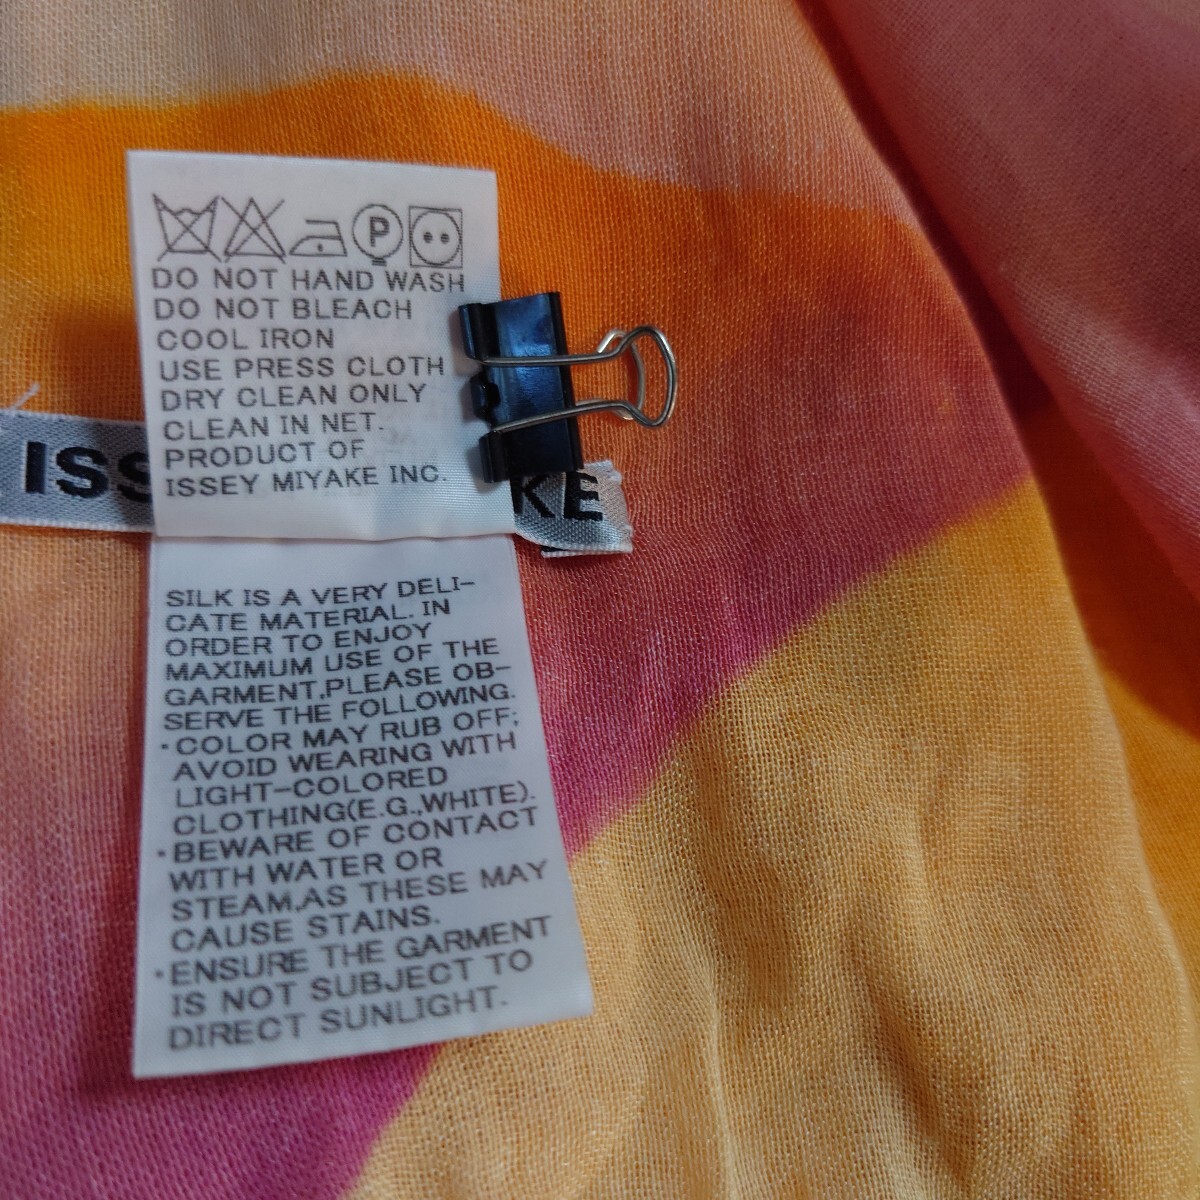 P
DO NOT HAND WASH
DO NOT BLEACH
COOL IRON
USE PRESS CLOTH
DRY CLEAN ONLY
CLEAN IN NET.
PRODUCT OF
ISSEY MIYAKE INC.
ISS KE
SILK IS A VERY DELI-
CATE MATERIAL. IN
ORDER TO ENJOY
MAXIMUM USE OF THE
GARMENT,PLEASE OB-
SERVE THE FOLLOWING.
·COLOR MAY RUB OFF;
AVOID WEARING WITH
LIGHT-COLORED
CLOTHING(E.G.,WHITE).
·BEWARE OF CONTACT
WITH WATER OR
STEAM,AS THESE MAY
CAUSE STAINS.
·ENSURE THE GARMENT
IS NOT SUBJECT TO
DIRECT SUNLIGHT.